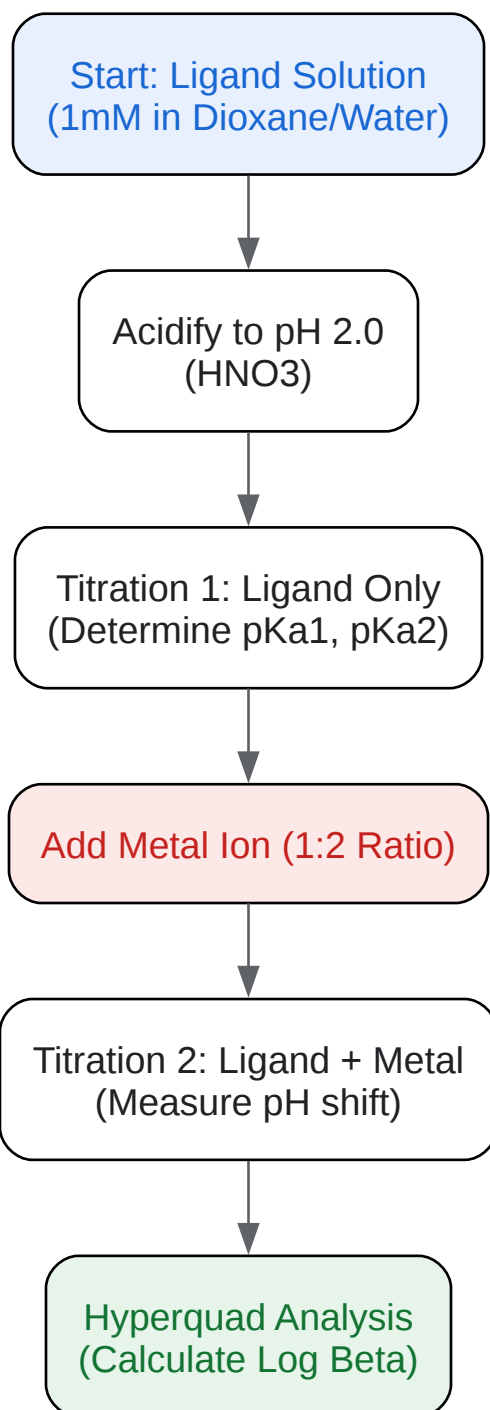 Start: Ligand Solution
(1mM in Dioxane/Water)
Acidify to pH 2.0
(HNO3)
Titration 1: Ligand Only
(Determine pKa1, pKa2)
Add Metal Ion (1:2 Ratio)
Titration 2: Ligand + Metal
(Measure pH shift)
Hyperquad Analysis
(Calculate Log Beta)